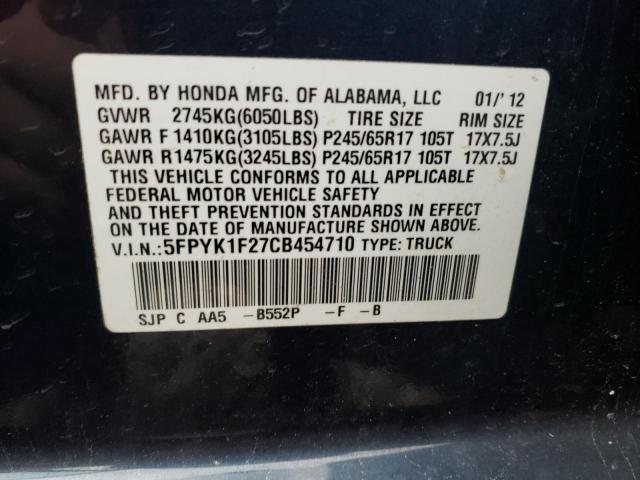 MFD. BY HONDA MFG. OF ALABAMA, LLC 01/'12
GVWR 2745KG(6050LBS) TIRE SIZE RIM SIZE
GAWR F1410KG(3105LBS) P245/65R17 105T 17X7.5J
GAWR R1475KG(3245LBS) P245/65R17 105T 17X7.5J
THIS VEHICLE CONFORMS TO ALL APPLICABLE
FEDERAL MOTOR VEHICLE SAFETY
AND THEFT PREVENTION STANDARDS IN EFFECT
ON THE DATE OF MANUFACTURE SHOWN ABOVE.
V.I.N.:5FPYK1F27CB454710 TYPE: TRUCK
SJP C AA5 -B552P -F -B